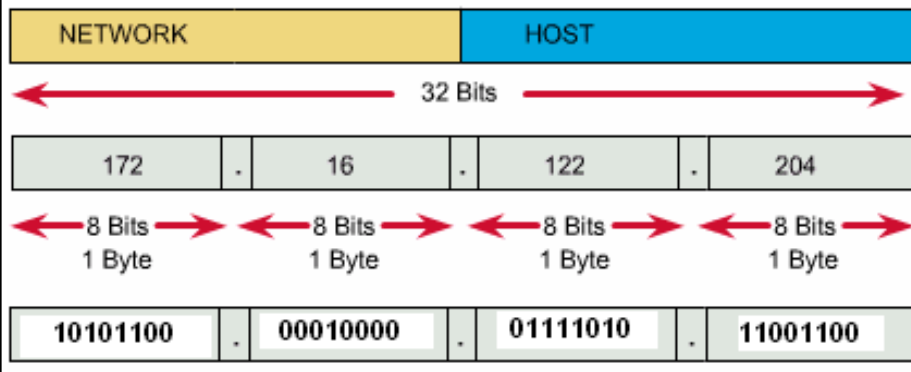 NETWORK HOST
32 Bits
172 . 16 . 122 . 204
8 Bits 8 Bits 8 Bits 8 Bits
1 Byte 1 Byte 1 Byte 1 Byte
10101100 . 00010000 . 01111010 . 11001100